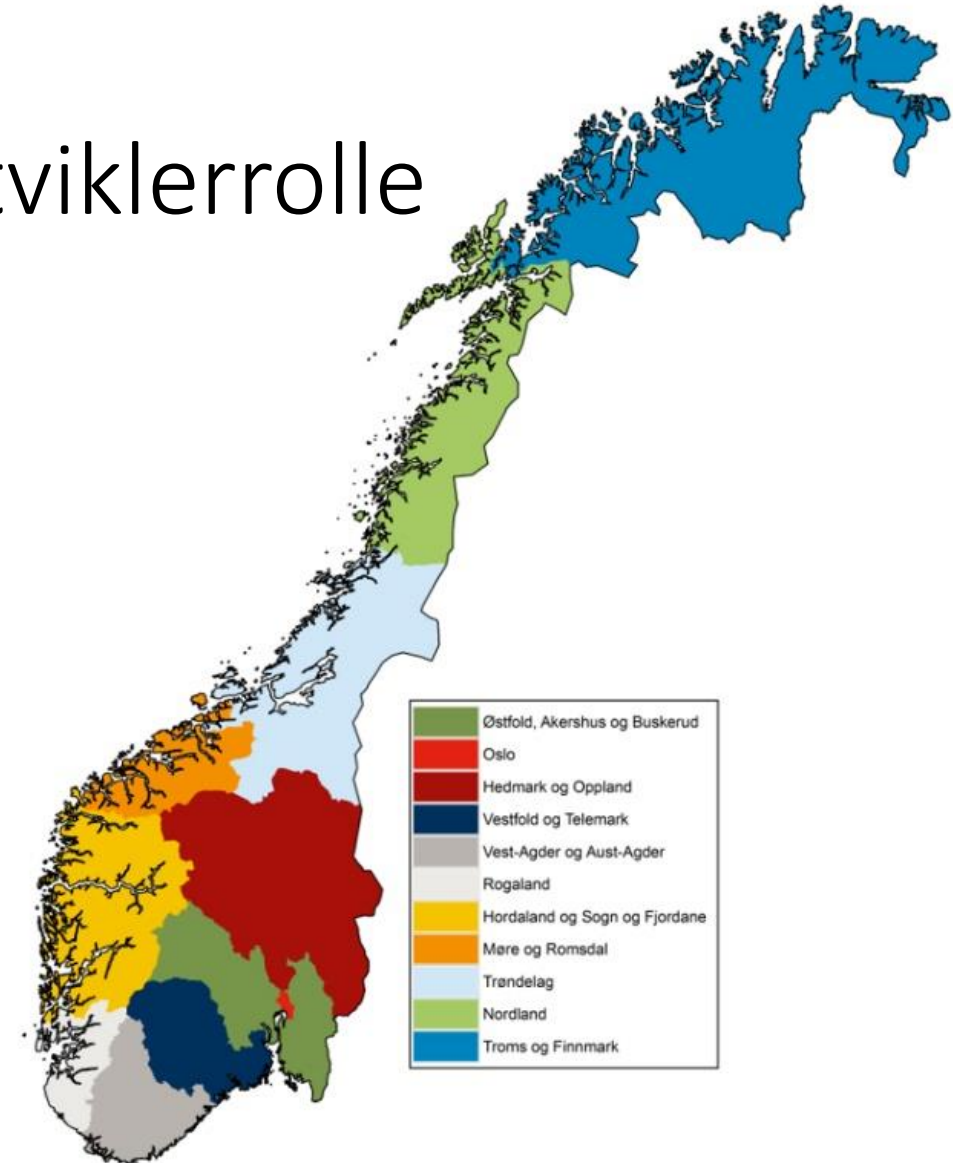 tviklerrolle
Østfold, Akershus og Buskerud
Oslo
Hedmark og Oppland
Vestfold og Telemark
Vest-Agder og Aust-Agder
Rogaland
Hordaland og Sogn og Fjordane
Møre og Romsdal
Trøndelag
Nordland
Troms og Finnmark